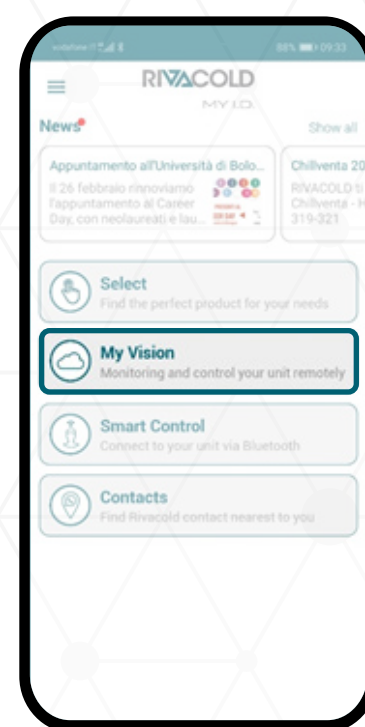 vodafone
88% 09:33
RIVACOLD
MY I.D.
News
Show all
Appuntamento all'Università di Bolo...
Il 26 febbraio rinnoviamo
l'appuntamento al Career
Day, con neolaureati e lau...
Chillventa 20
RIVACOLD ti
Chillventa - H
319-321
Select
Find the perfect product for your needs
My Vision
Monitoring and control your unit remotely
Smart Control
Connect to your unit via Bluetooth
Contacts
Find Rivacold contact nearest to you